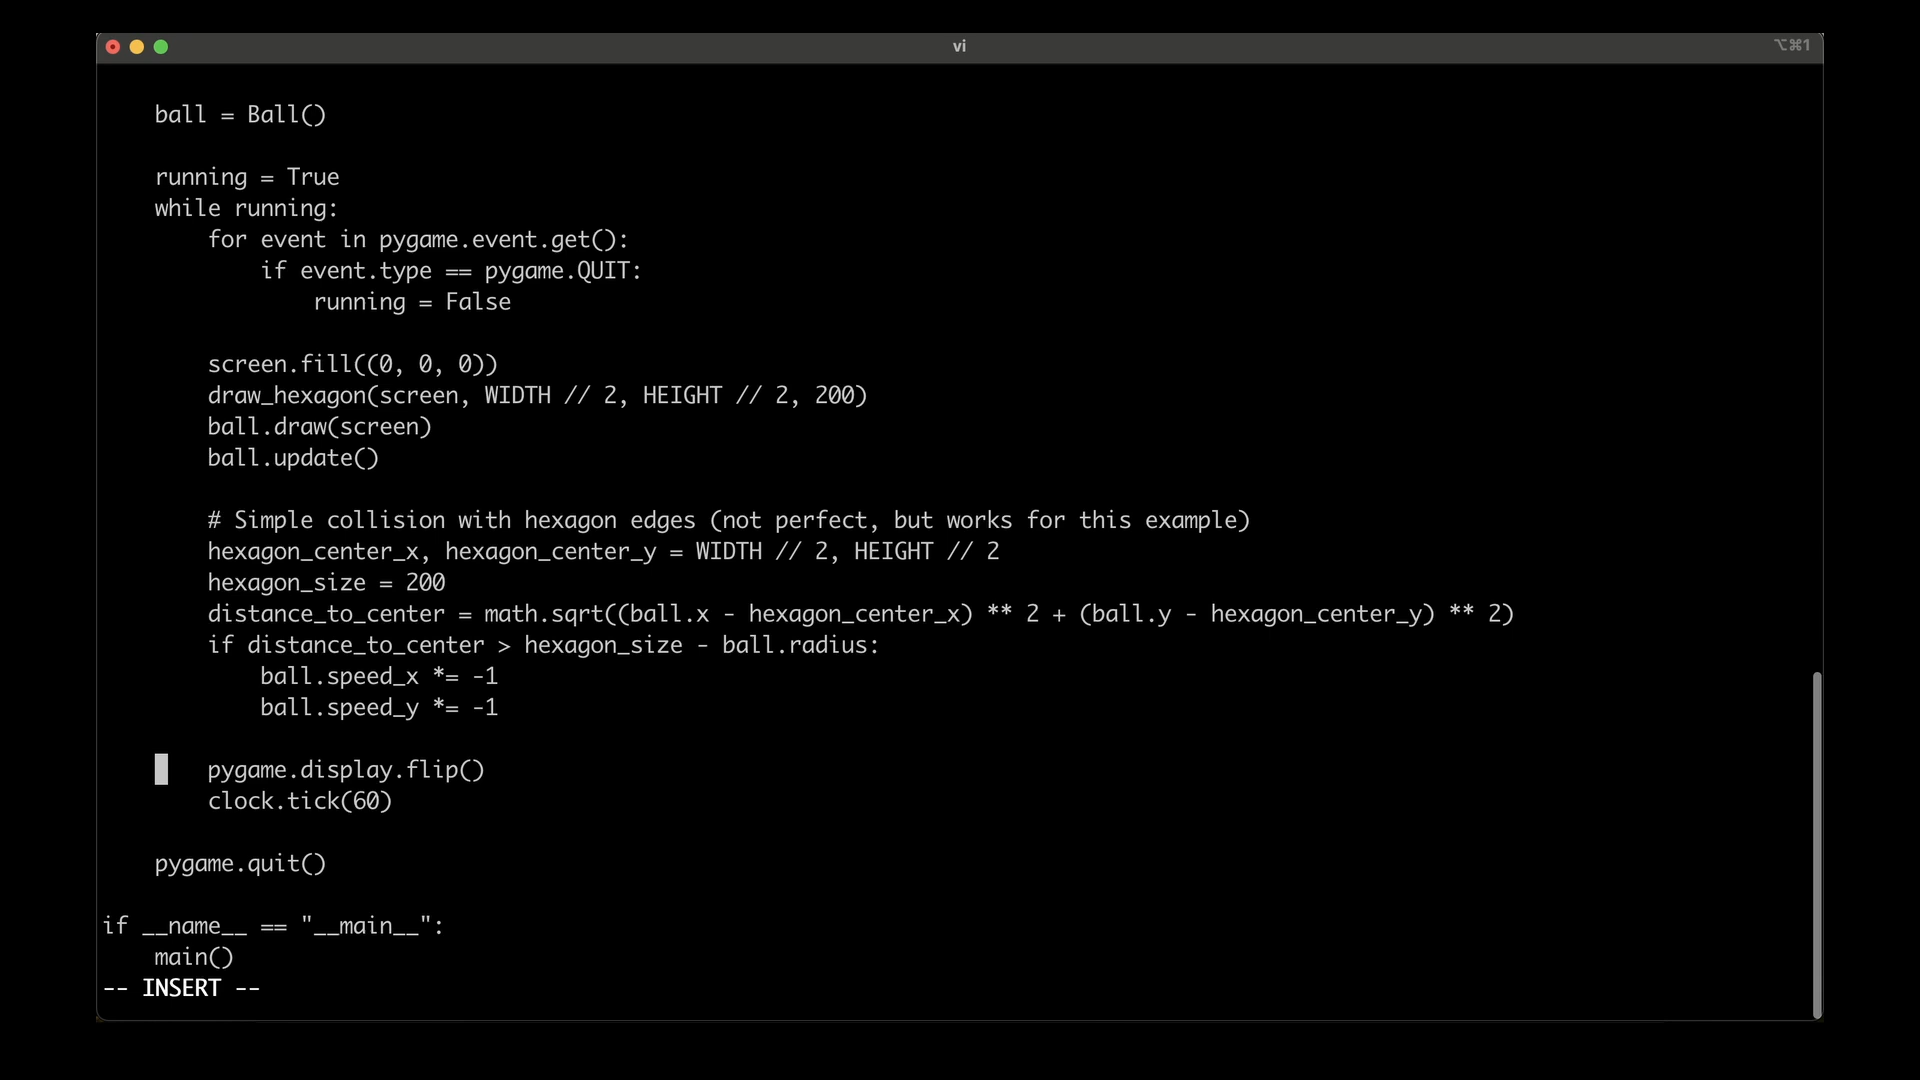 vi
⌥⌘1
    ball = Ball()
    running = True
    while running:
        for event in pygame.event.get():
            if event.type == pygame.QUIT:
                running = False
        screen.fill((0, 0, 0))
        draw_hexagon(screen, WIDTH // 2, HEIGHT // 2, 200)
        ball.draw(screen)
        ball.update()
        # Simple collision with hexagon edges (not perfect, but works for this example)
        hexagon_center_x, hexagon_center_y = WIDTH // 2, HEIGHT // 2
        hexagon_size = 200
        distance_to_center = math.sqrt((ball.x - hexagon_center_x) ** 2 + (ball.y - hexagon_center_y) ** 2)
        if distance_to_center > hexagon_size - ball.radius:
            ball.speed_x *= -1
            ball.speed_y *= -1
        pygame.display.flip()
        clock.tick(60)
    pygame.quit()
if __name__ == "__main__":
    main()
-- INSERT --